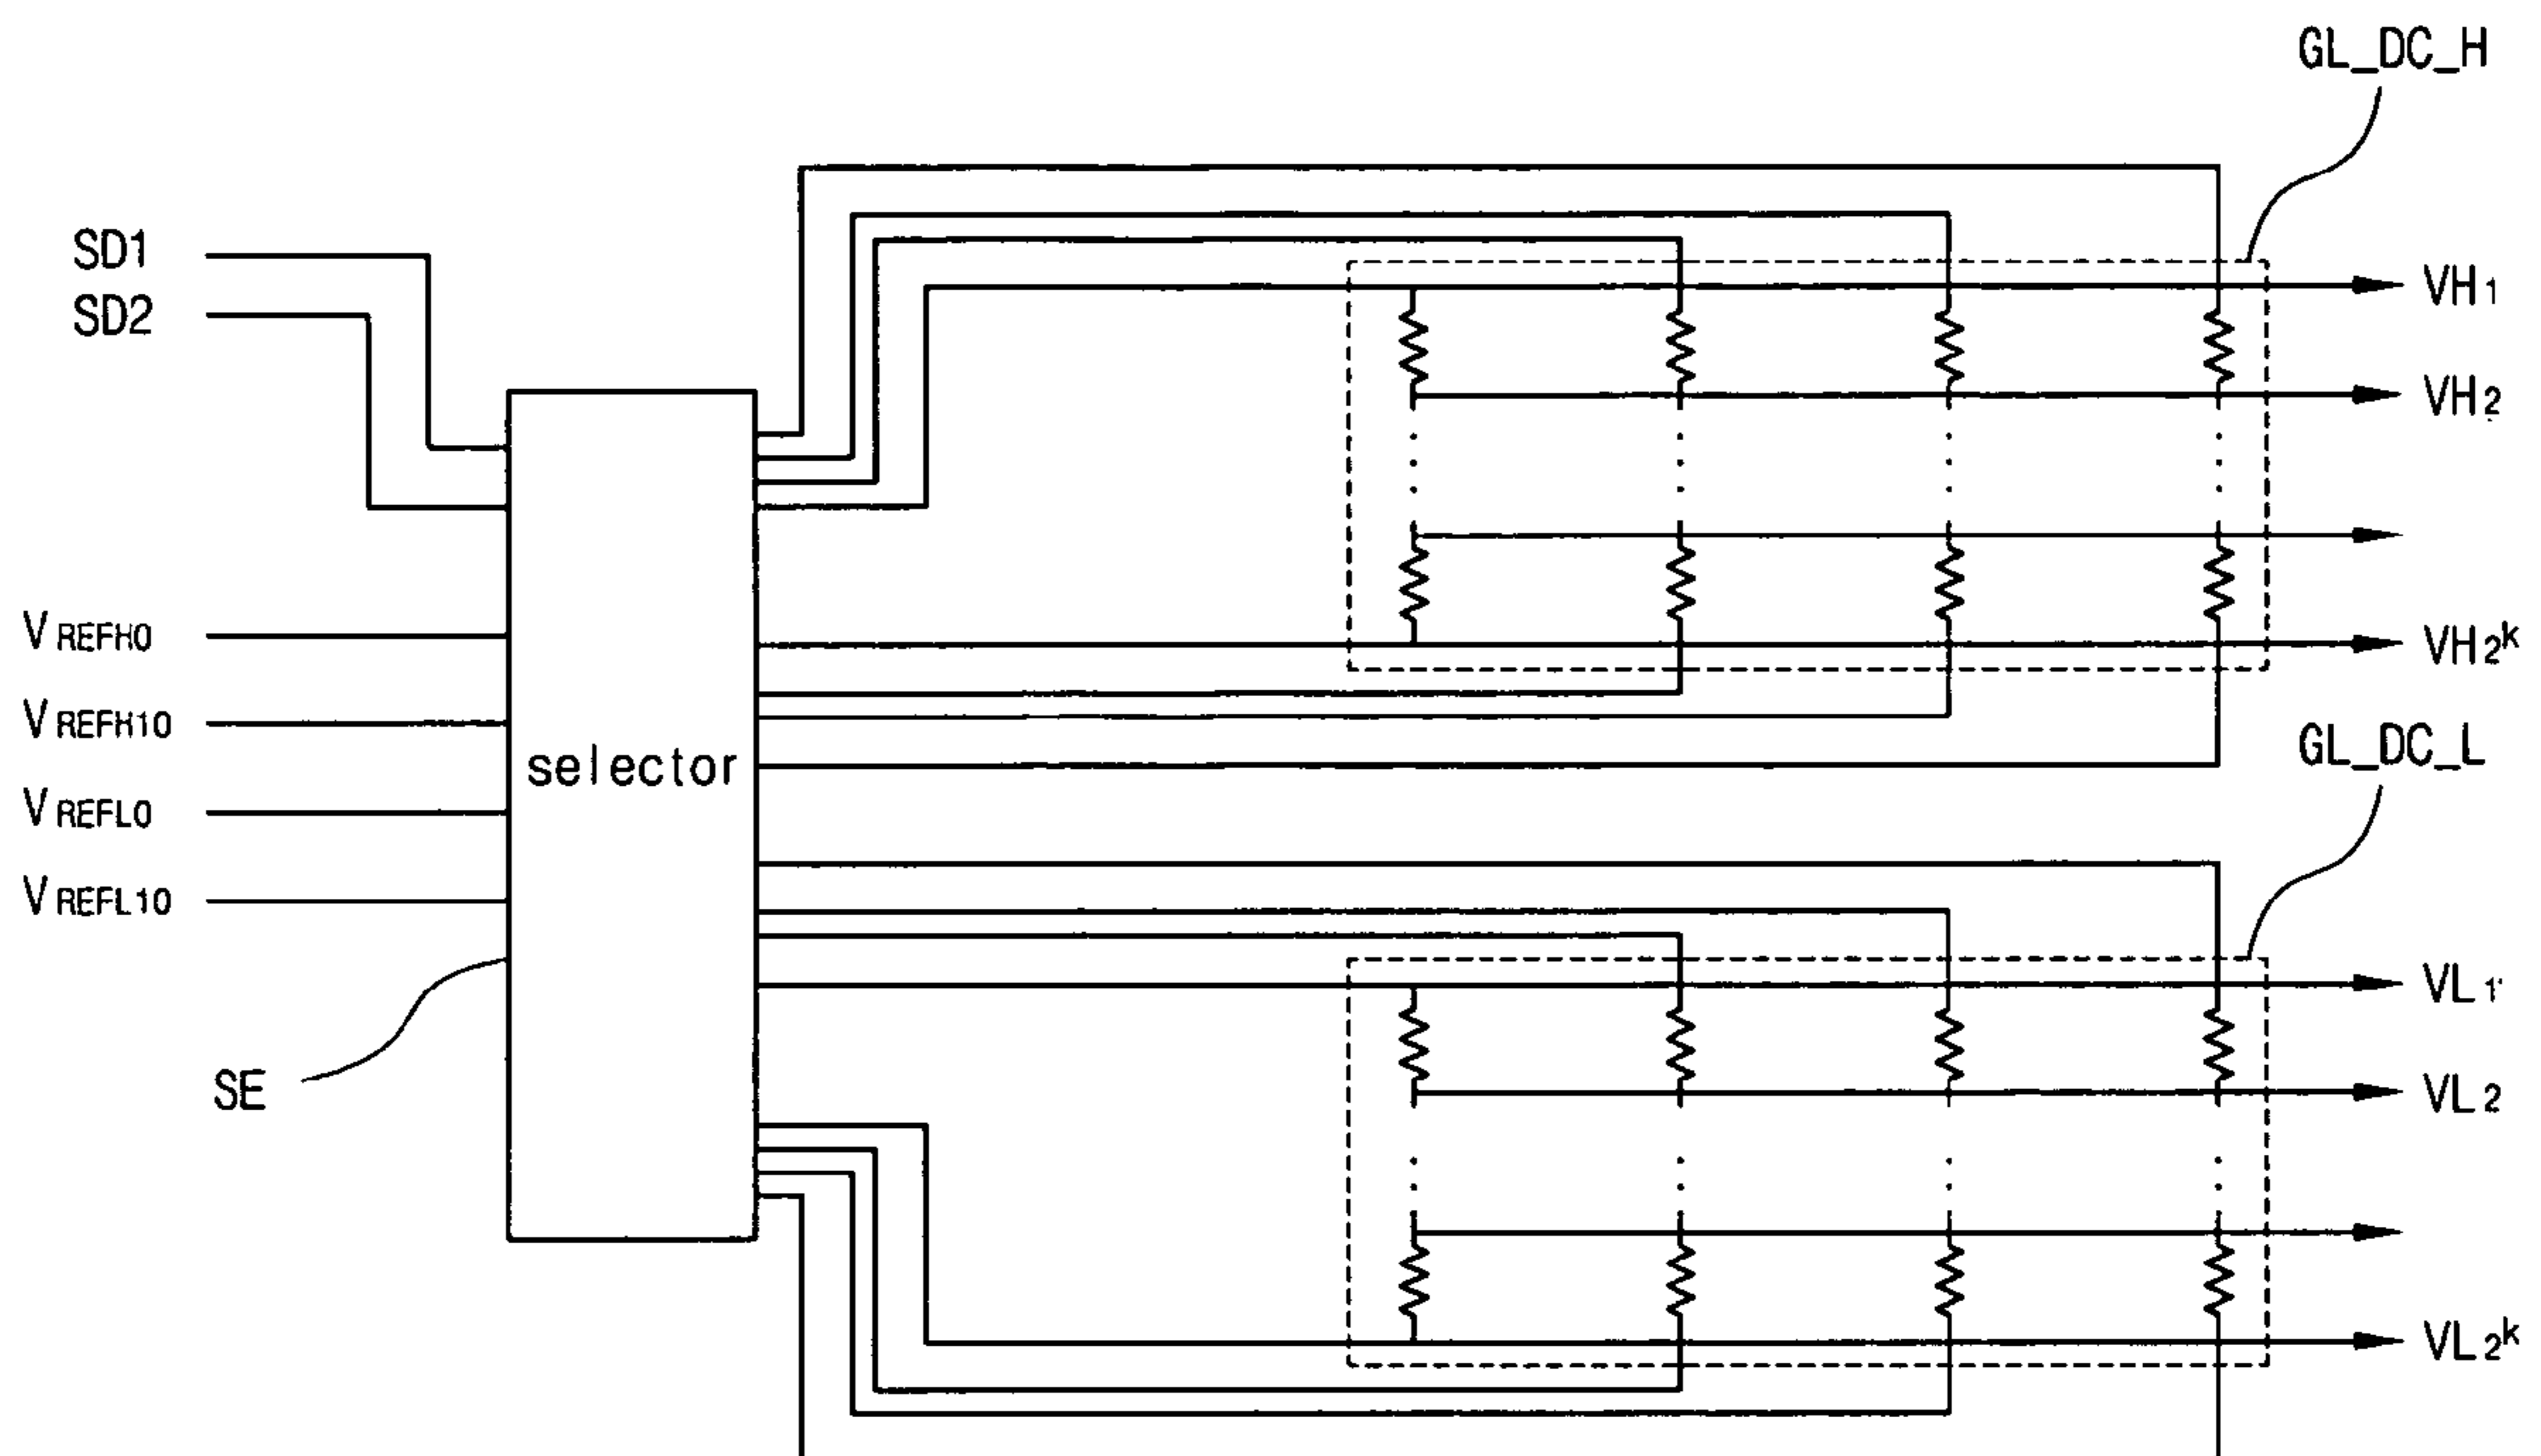 GL_DC_H
SD1
SD2
VH1
VH2
VREFH0
VH2k
VREFH10
selector
GL_DC_L
VREFL0
VREFL10
VL1
SE
VL2
VL2k